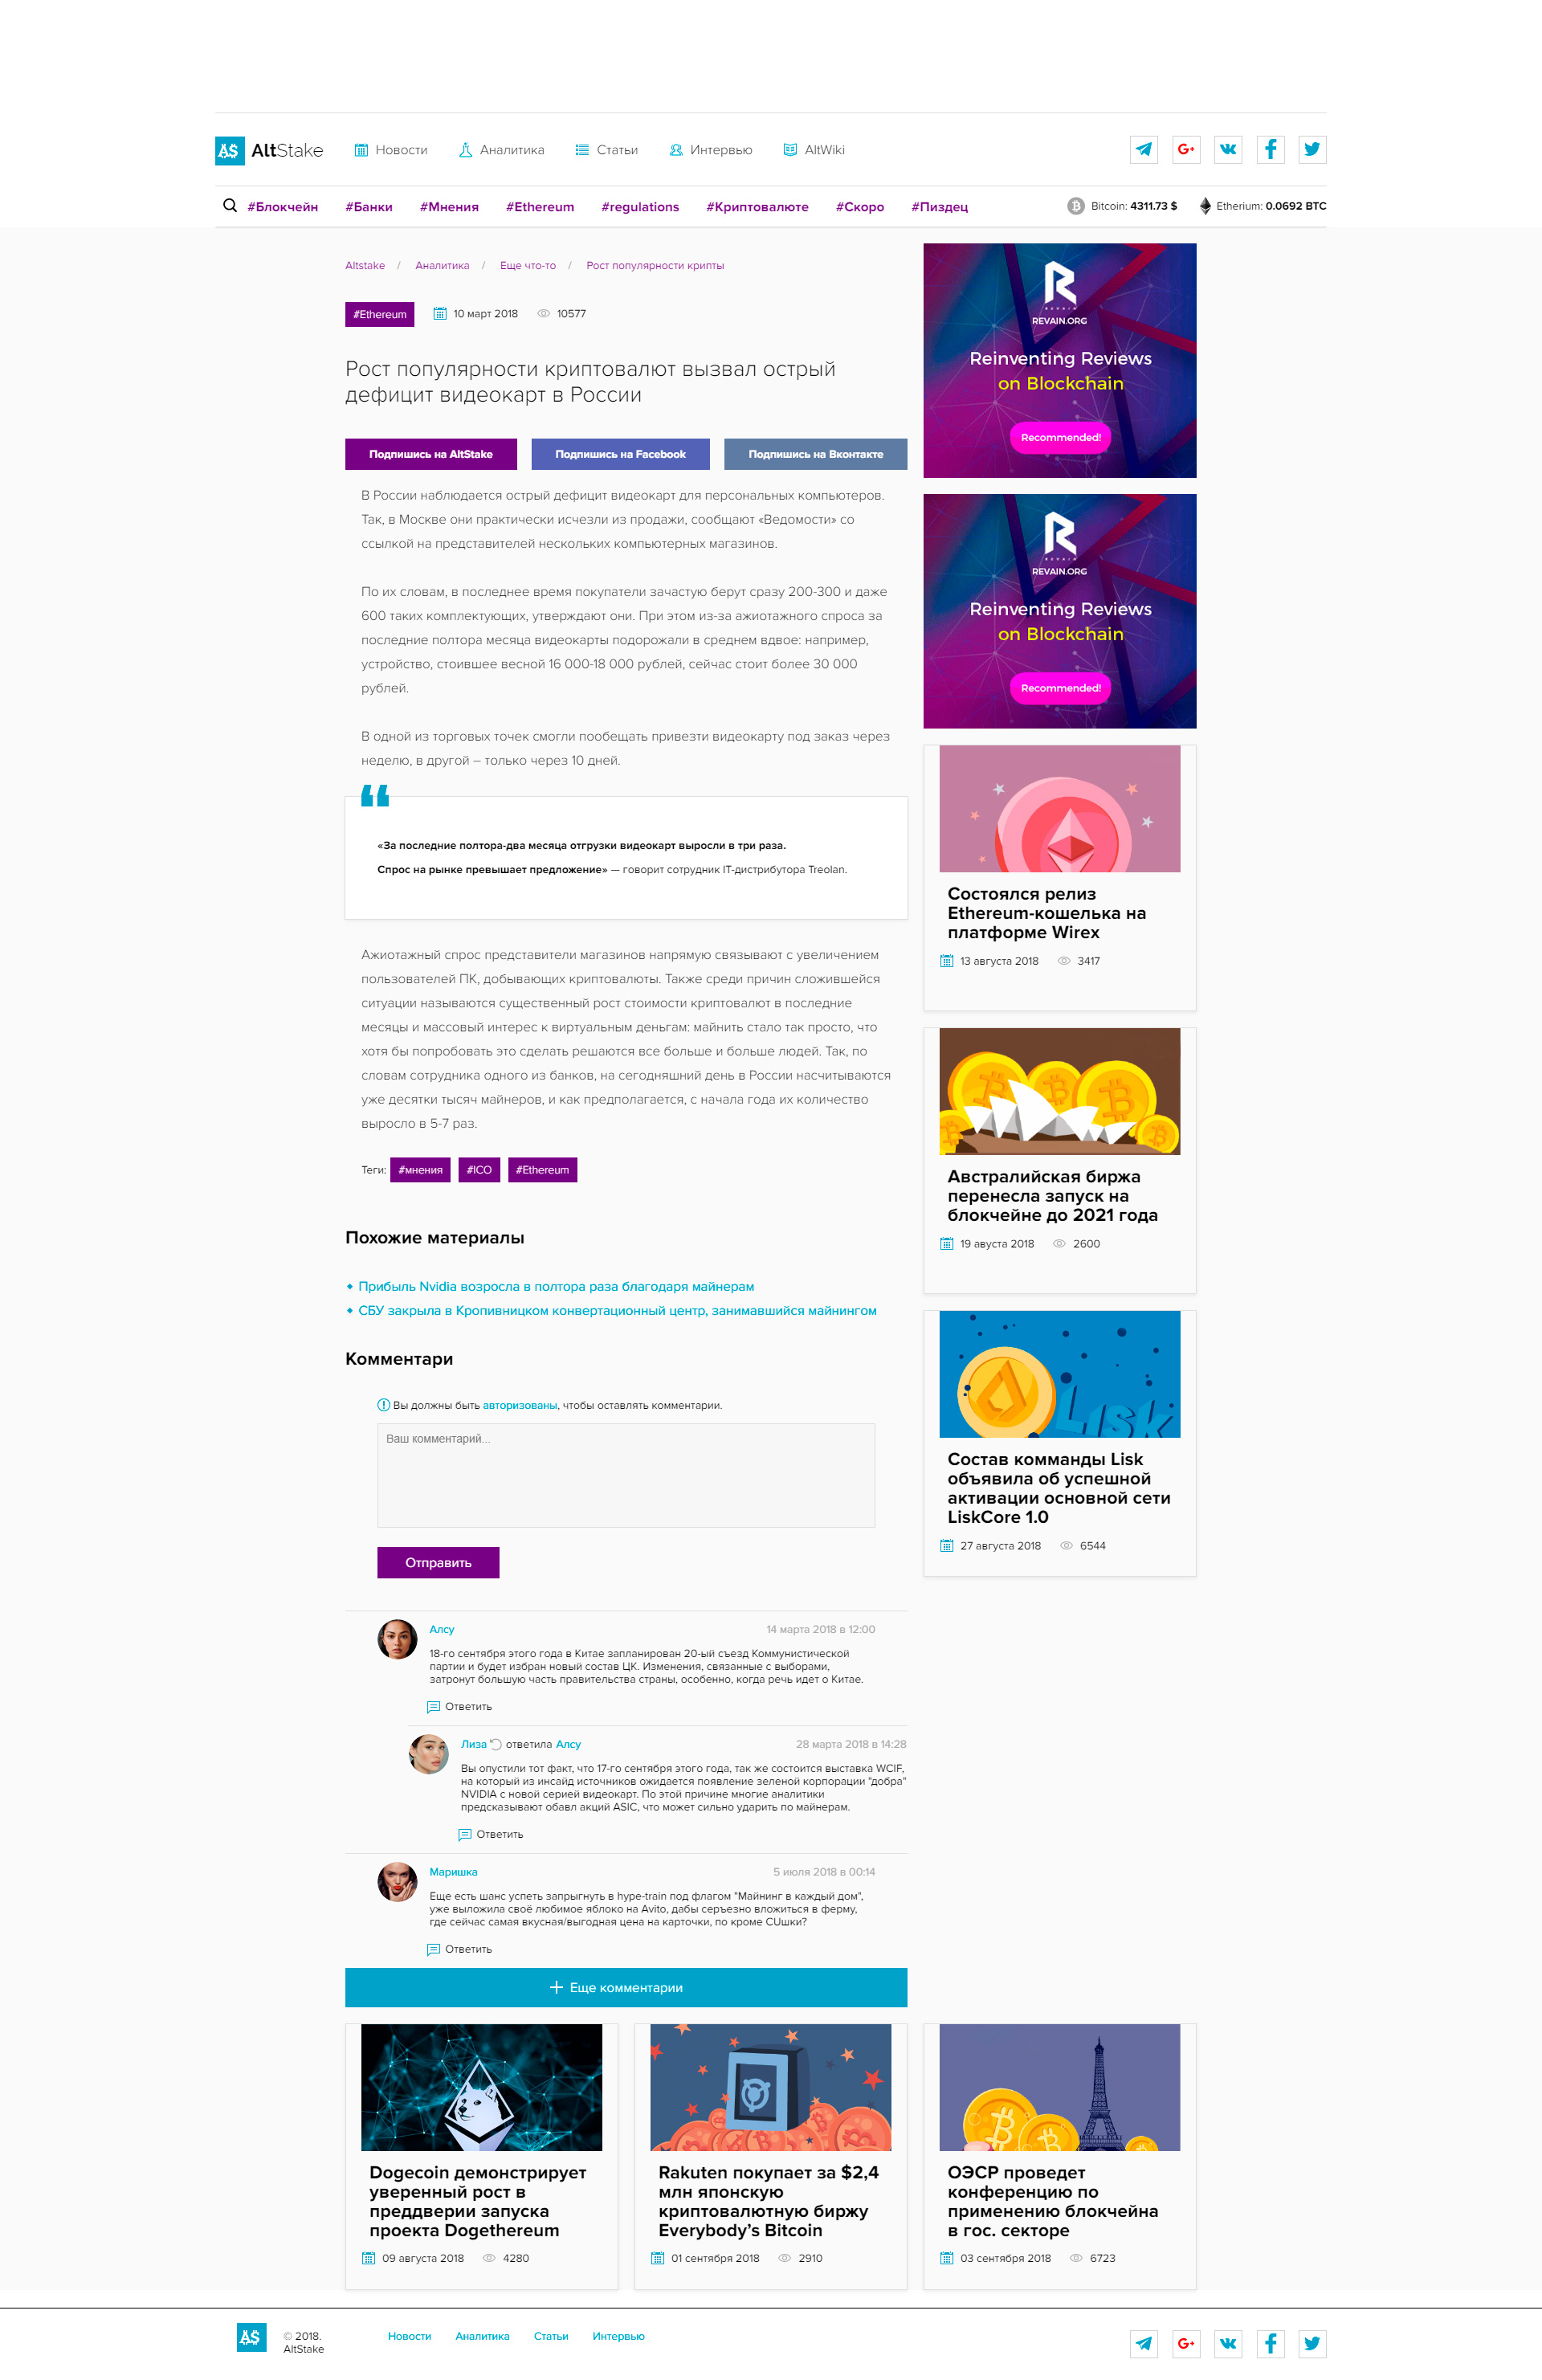 AltStake
Новости
Аналитика
Статьи
Интервью
AltWiki
#Блокчейн
#Банки
#Мнения
#Ethereum
#regulations
#Криптовалюте
#Скоро
#Пиздец
Bitcoin: 4311.73 $
Etherium: 0.0692 BTC
Altstake / Аналитика / Еще что-то / Рост популярности крипты
#Ethereum
10 март 2018
10577
Рост популярности криптовалют вызвал острый
дефицит видеокарт в России
Подпишись на AltStake
Подпишись на Facebook
Подпишись на Вконтакте
В России наблюдается острый дефицит видеокарт для персональных компьютеров.
Так, в Москве они практически исчезли из продажи, сообщают «Ведомости» со
ссылкой на представителей нескольких компьютерных магазинов.
По их словам, в последнее время покупатели зачастую берут сразу 200-300 и даже
600 таких комплектующих, утверждают они. При этом из-за ажиотажного спроса за
последние полтора месяца видеокарты подорожали в среднем вдвое: например,
устройство, стоившее весной 16 000-18 000 рублей, сейчас стоит более 30 000
рублей.
В одной из торговых точек смогли пообещать привезти видеокарту под заказ через
неделю, в другой – только через 10 дней.
«За последние полтора-два месяца отгрузки видеокарт выросли в три раза.
Спрос на рынке превышает предложение» — говорит сотрудник IT-дистрибутора Treolan.
Ажиотажный спрос представители магазинов напрямую связывают с увеличением
пользователей ПК, добывающих криптовалюты. Также среди причин сложившейся
ситуации называются существенный рост стоимости криптовалют в последние
месяцы и массовый интерес к виртуальным деньгам: майнить стало так просто, что
хотя бы попробовать это сделать решаются все больше и больше людей. Так, по
словам сотрудника одного из банков, на сегодняшний день в России насчитываются
уже десятки тысяч майнеров, и как предполагается, с начала года их количество
выросло в 5-7 раз.
Теги: #мнения #ICO #Ethereum
Похожие материалы
Прибыль Nvidia возросла в полтора раза благодаря майнерам
СБУ закрыла в Кропивницком конвертационный центр, занимавшийся майнингом
Комментари
Вы должны быть авторизованы, чтобы оставлять комментарии.
Ваш комментарий...
Отправить
Алсу
14 марта 2018 в 12:00
18-го сентября этого года в Китае запланирован 20-ый съезд Коммунистической
партии и будет избран новый состав ЦК. Изменения, связанные с выборами,
затронут большую часть правительства страны, особенно, когда речь идет о Китае.
Ответить
Лиза ответила Алсу
28 марта 2018 в 14:28
Вы опустили тот факт, что 17-го сентября этого года, так же состоится выставка WCIF,
на который из инсайд источников ожидается появление зеленой корпорации "добра"
NVIDIA с новой серией видеокарт. По этой причине многие аналитики
предсказывают обавл акций ASIC, что может сильно ударить по майнерам.
Ответить
Маришка
5 июля 2018 в 00:14
Еще есть шанс успеть запрыгнуть в hype-train под флагом "Майнинг в каждый дом",
уже выложила своё любимое яблоко на Avito, дабы серъезно вложиться в ферму,
где сейчас самая вкусная/выгодная цена на карточки, по кроме CUшки?
Ответить
Еще комментарии
REVAIN
REVAIN.ORG
Reinventing Reviews
on Blockchain
Recommended!
REVAIN
REVAIN.ORG
Reinventing Reviews
on Blockchain
Recommended!
Состоялся релиз
Ethereum-кошелька на
платформе Wirex
13 августа 2018
3417
Австралийская биржа
перенесла запуск на
блокчейне до 2021 года
19 авуста 2018
2600
LISK
Состав комманды Lisk
объявила об успешной
активации основной сети
LiskCore 1.0
27 августа 2018
6544
Dogecoin демонстрирует
уверенный рост в
преддверии запуска
проекта Dogethereum
09 августа 2018
4280
Rakuten покупает за $2,4
млн японскую
криптовалютную биржу
Everybody’s Bitcoin
01 сентября 2018
2910
ОЭСР проведет
конференцию по
применению блокчейна
в гос. секторе
03 сентября 2018
6723
© 2018.
AltStake
Новости
Аналитика
Статьи
Интервью